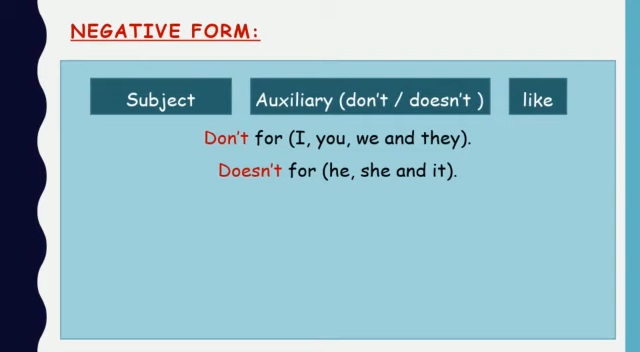 NEGATIVE FORM:
Subject Auxiliary (don't / doesn't ) like
Don't for (I, you, we and they).
Doesn't for (he, she and it).